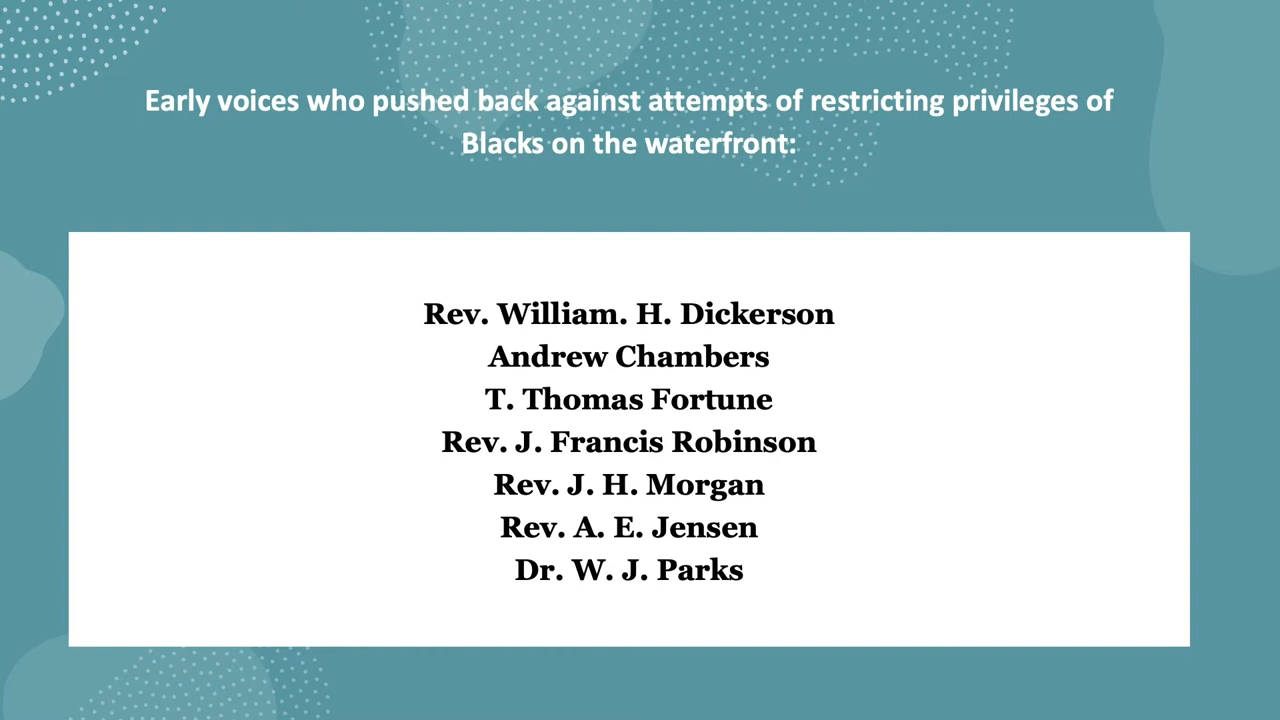 Early voices who pushed back against attempts of restricting privileges of
Blacks on the waterfront:
Rev. William. H. Dickerson
Andrew Chambers
T. Thomas Fortune
Rev. J. Francis Robinson
Rev. J. H. Morgan
Rev. A. E. Jensen
Dr. W. J. Parks